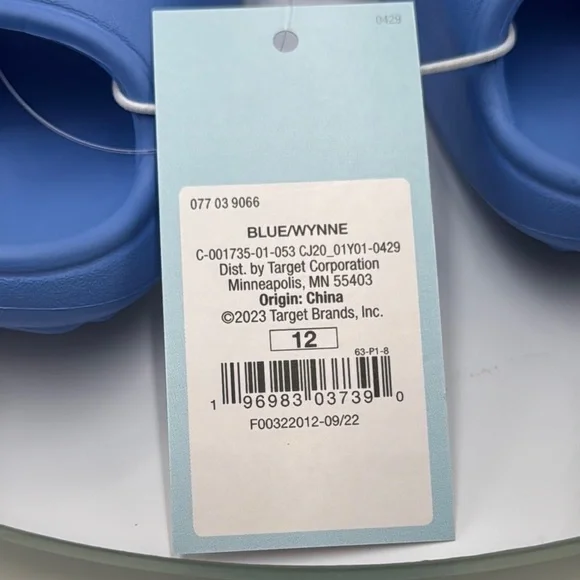 0429
077 03 9066
BLUE/WYNNE
C-001735-01-053 CJ20_01Y01-0429
Dist. by Target Corporation
Minneapolis, MN 55403
Origin: China
©2023 Target Brands, Inc.
12
63-P1-8
1 96983 03739 0
F00322012-09/22